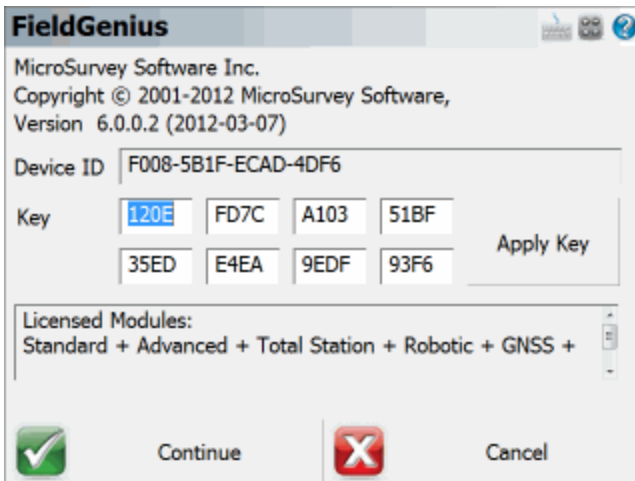 FieldGenius
MicroSurvey Software Inc.
Copyright © 2001-2012 MicroSurvey Software,
Version 6.0.0.2 (2012-03-07)
Device ID F008-5B1F-ECAD-4DF6
Key 120E FD7C A103 51BF
35ED E4EA 9EDF 93F6
Apply Key
Licensed Modules:
Standard + Advanced + Total Station + Robotic + GNSS +
Continue Cancel